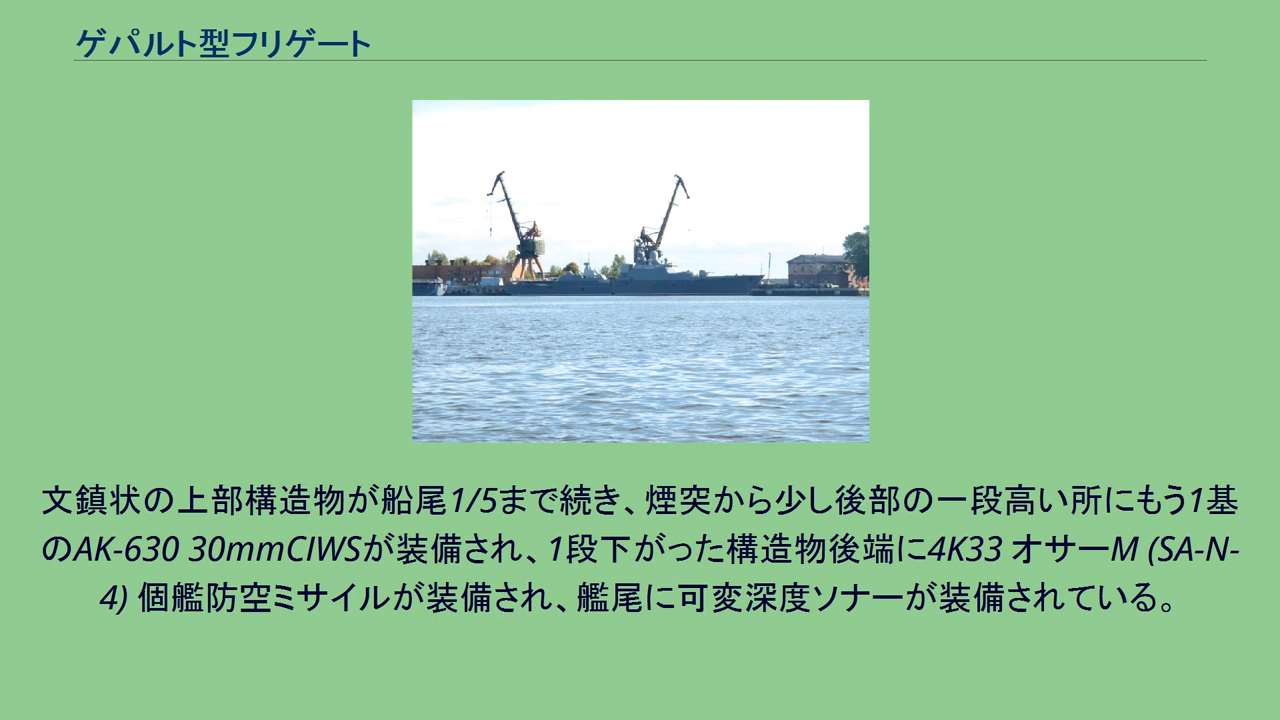 ゲパルト型フリゲート
文鎮状の上部構造物が船尾1/5まで続き、煙突から少し後部の一段高い所にもう1基
のAK-630 30mmCIWSが装備され、1段下がった構造物後端に4K33 オサーM (SA-N-
4) 個艦防空ミサイルが装備され、艦尾に可変深度ソナーが装備されている。